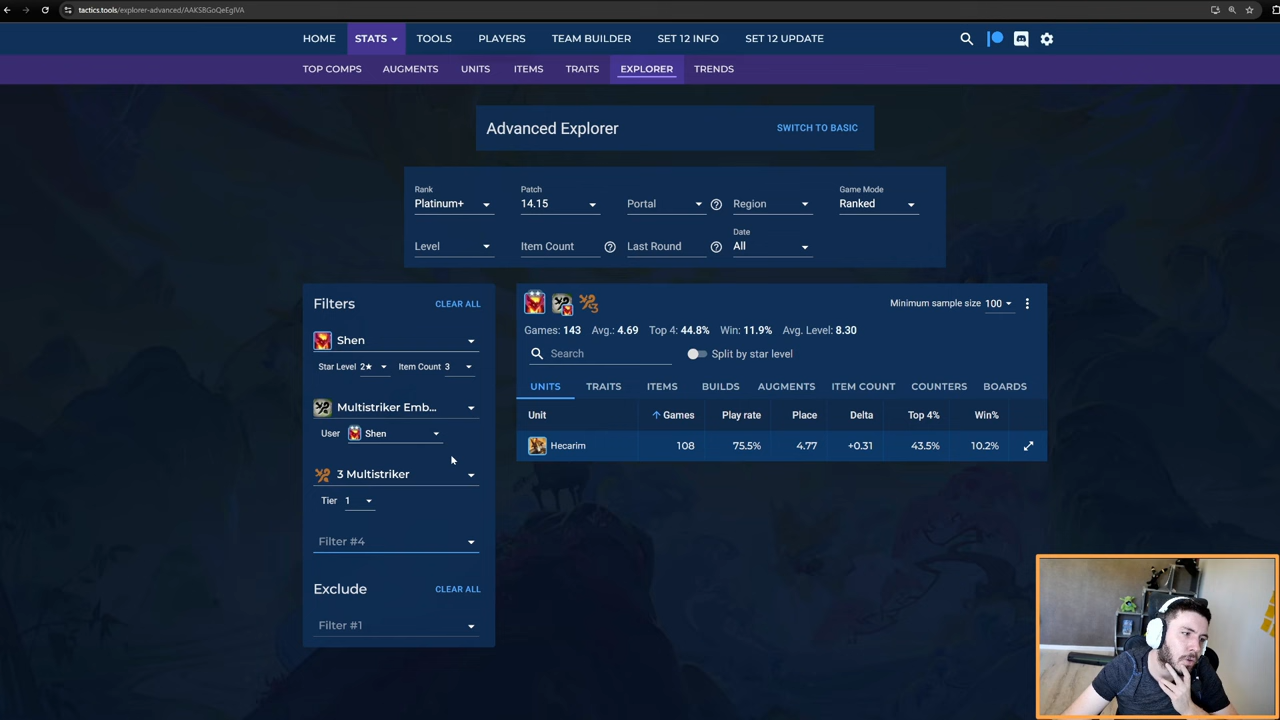 tactics.tools/explorer-advanced/AAKSBGoQeEgIVA
HOME STATS TOOLS PLAYERS TEAM BUILDER SET 12 INFO SET 12 UPDATE
TOP COMPS AUGMENTS UNITS ITEMS TRAITS EXPLORER TRENDS
Advanced Explorer SWITCH TO BASIC
Rank Patch Game Mode
Platinum+ 14.15 Portal Region Ranked
Date
Level Item Count Last Round All
Filters CLEAR ALL
Shen
Star Level 2★ Item Count 3
Multistriker Emb...
User Shen
3 Multistriker
Tier 1
Filter #4
Exclude CLEAR ALL
Filter #1
3 Minimum sample size 100
Games: 143 Avg.: 4.69 Top 4: 44.8% Win: 11.9% Avg. Level: 8.30
Search Split by star level
UNITS TRAITS ITEMS BUILDS AUGMENTS ITEM COUNT COUNTERS BOARDS
Unit Games Play rate Place Delta Top 4% Win%
Hecarim 108 75.5% 4.77 +0.31 43.5% 10.2%